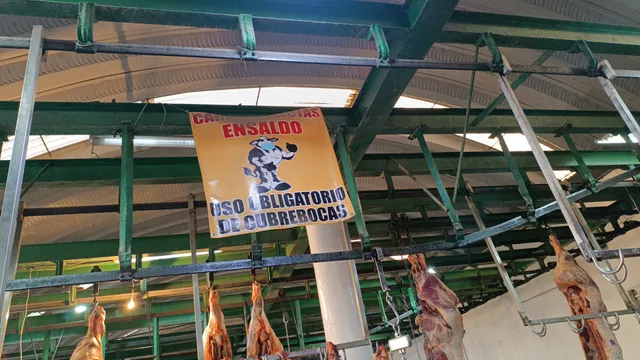 ENSALDO
USO OBLIGATORIO
DE CUBREBOCAS